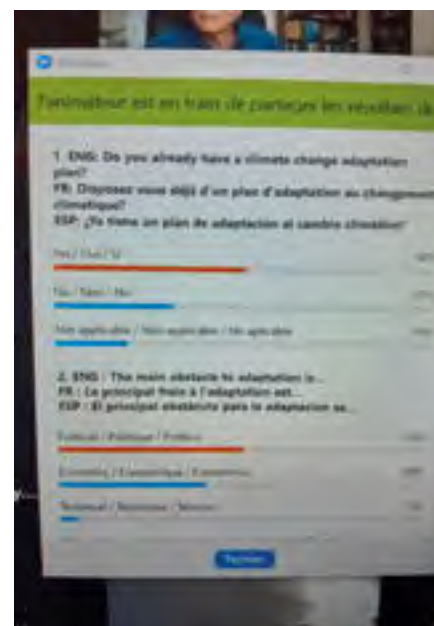 l'animateur est en train de partager les résultats d
1. ENG: Do you already have a climate change adaptation
plan?
FR: Disposez vous déjà d'un plan d'adaptation au changement
climatique?
ESP: ¿Ya tiene un plan de adaptación al cambio climático?
Yes / Oui / Si
No / Non / No
Not applicable / Non applicable / No aplicable
2. ENG : The main obstacle to adaptation is...
FR : Le principal frein à l'adaptation est...
ESP : El principal obstáculo para la adaptación es...
Political / Politique / Político
Economic / Economique / Económico
Technical / Technique /
Fermer